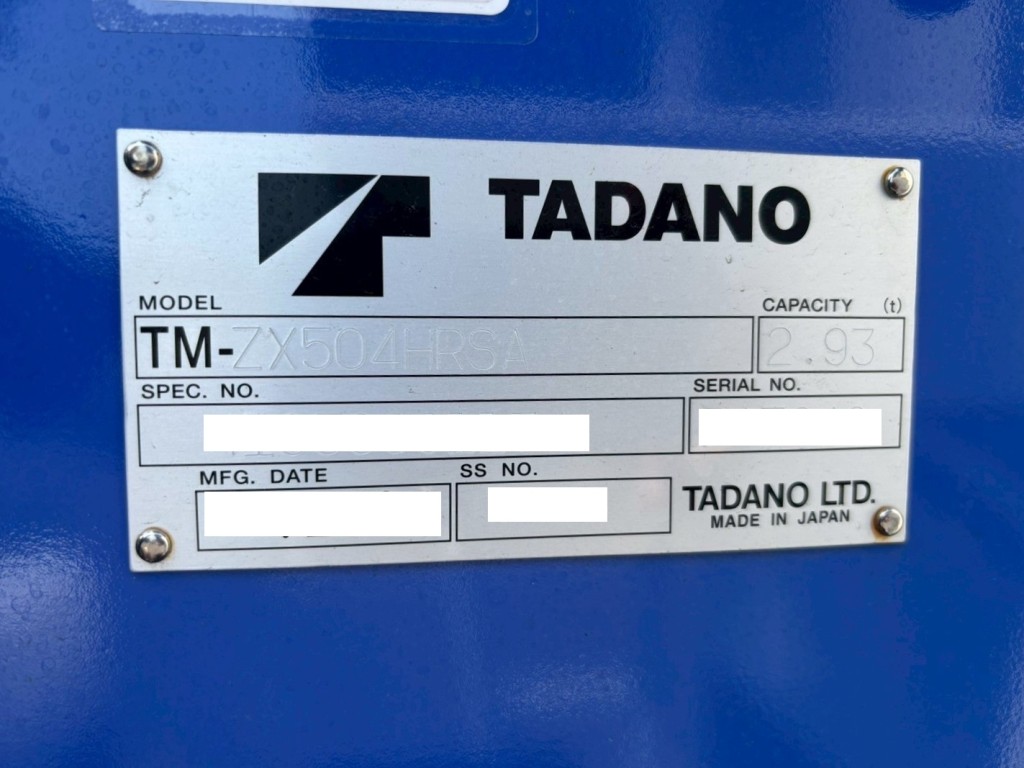 TADANO
MODEL
CAPACITY (t)
TM-ZX504HRSA
2.93
SPEC. NO.
SERIAL NO.
MFG. DATE
SS NO.
TADANO LTD.
MADE IN JAPAN